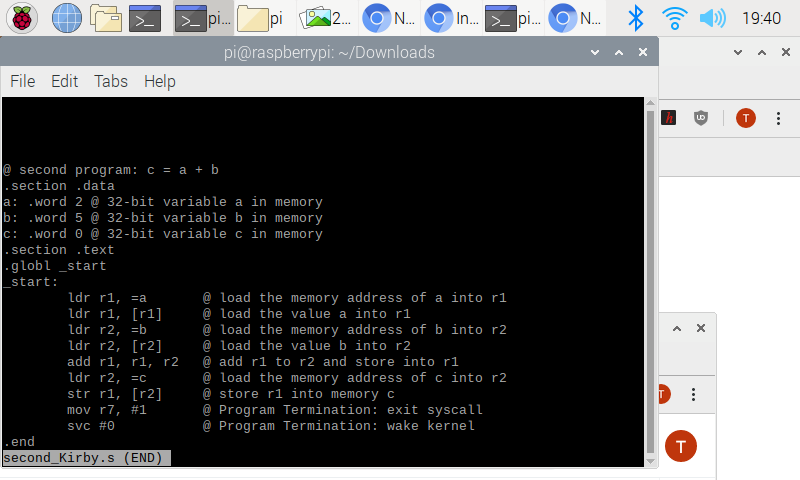 pi... pi 2... N... In... pi... N... 19:40
pi@raspberrypi: ~/Downloads
File Edit Tabs Help
@ second program: c = a + b
.section .data
a: .word 2 @ 32-bit variable a in memory
b: .word 5 @ 32-bit variable b in memory
c: .word 0 @ 32-bit variable c in memory
.section .text
.globl _start
_start:
        ldr r1, =a       @ load the memory address of a into r1
        ldr r1, [r1]     @ load the value a into r1
        ldr r2, =b       @ load the memory address of b into r2
        ldr r2, [r2]     @ load the value b into r2
        add r1, r1, r2   @ add r1 to r2 and store into r1
        ldr r2, =c       @ load the memory address of c into r2
        str r1, [r2]     @ store r1 into memory c
        mov r7, #1       @ Program Termination: exit syscall
        svc #0           @ Program Termination: wake kernel
.end
second_Kirby.s (END)
h T
T
T